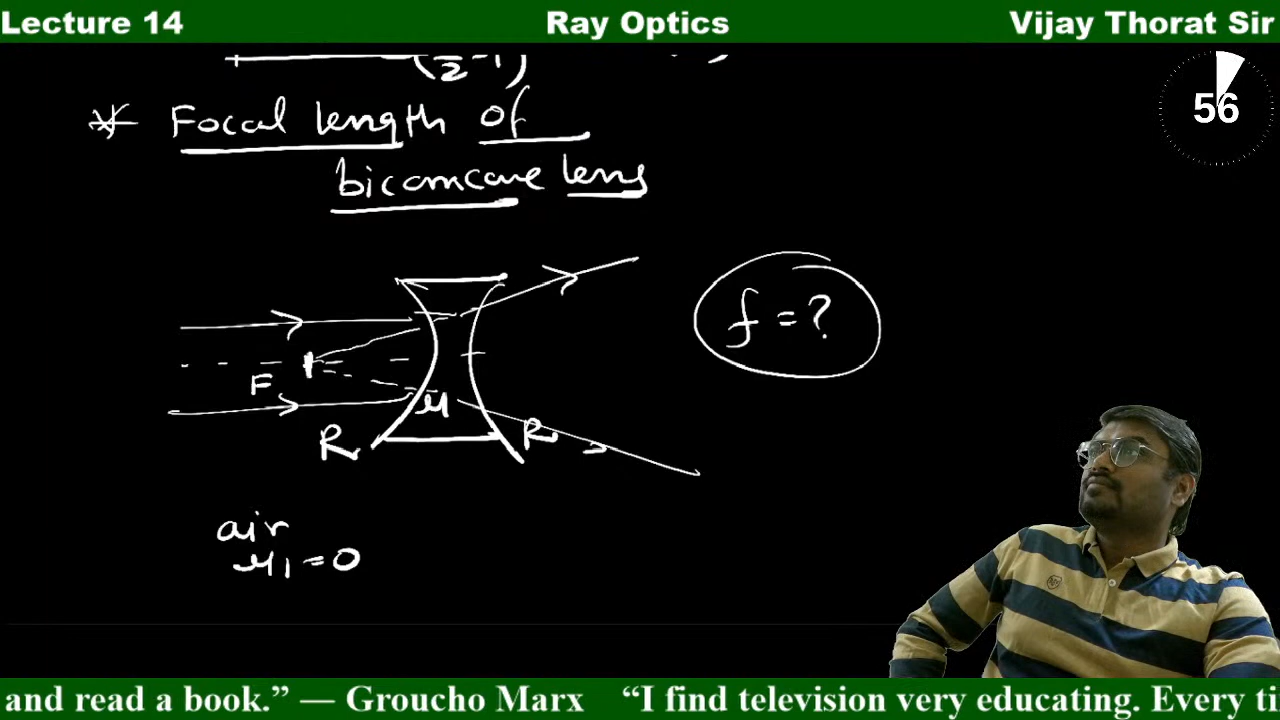 Lecture 14 Ray Optics Vijay Thorat Sir
56
* Focal length of
biconcave lens
f = ?
F
μ
R R
air
μ1 = 0
and read a book.” — Groucho Marx “I find television very educating. Every ti